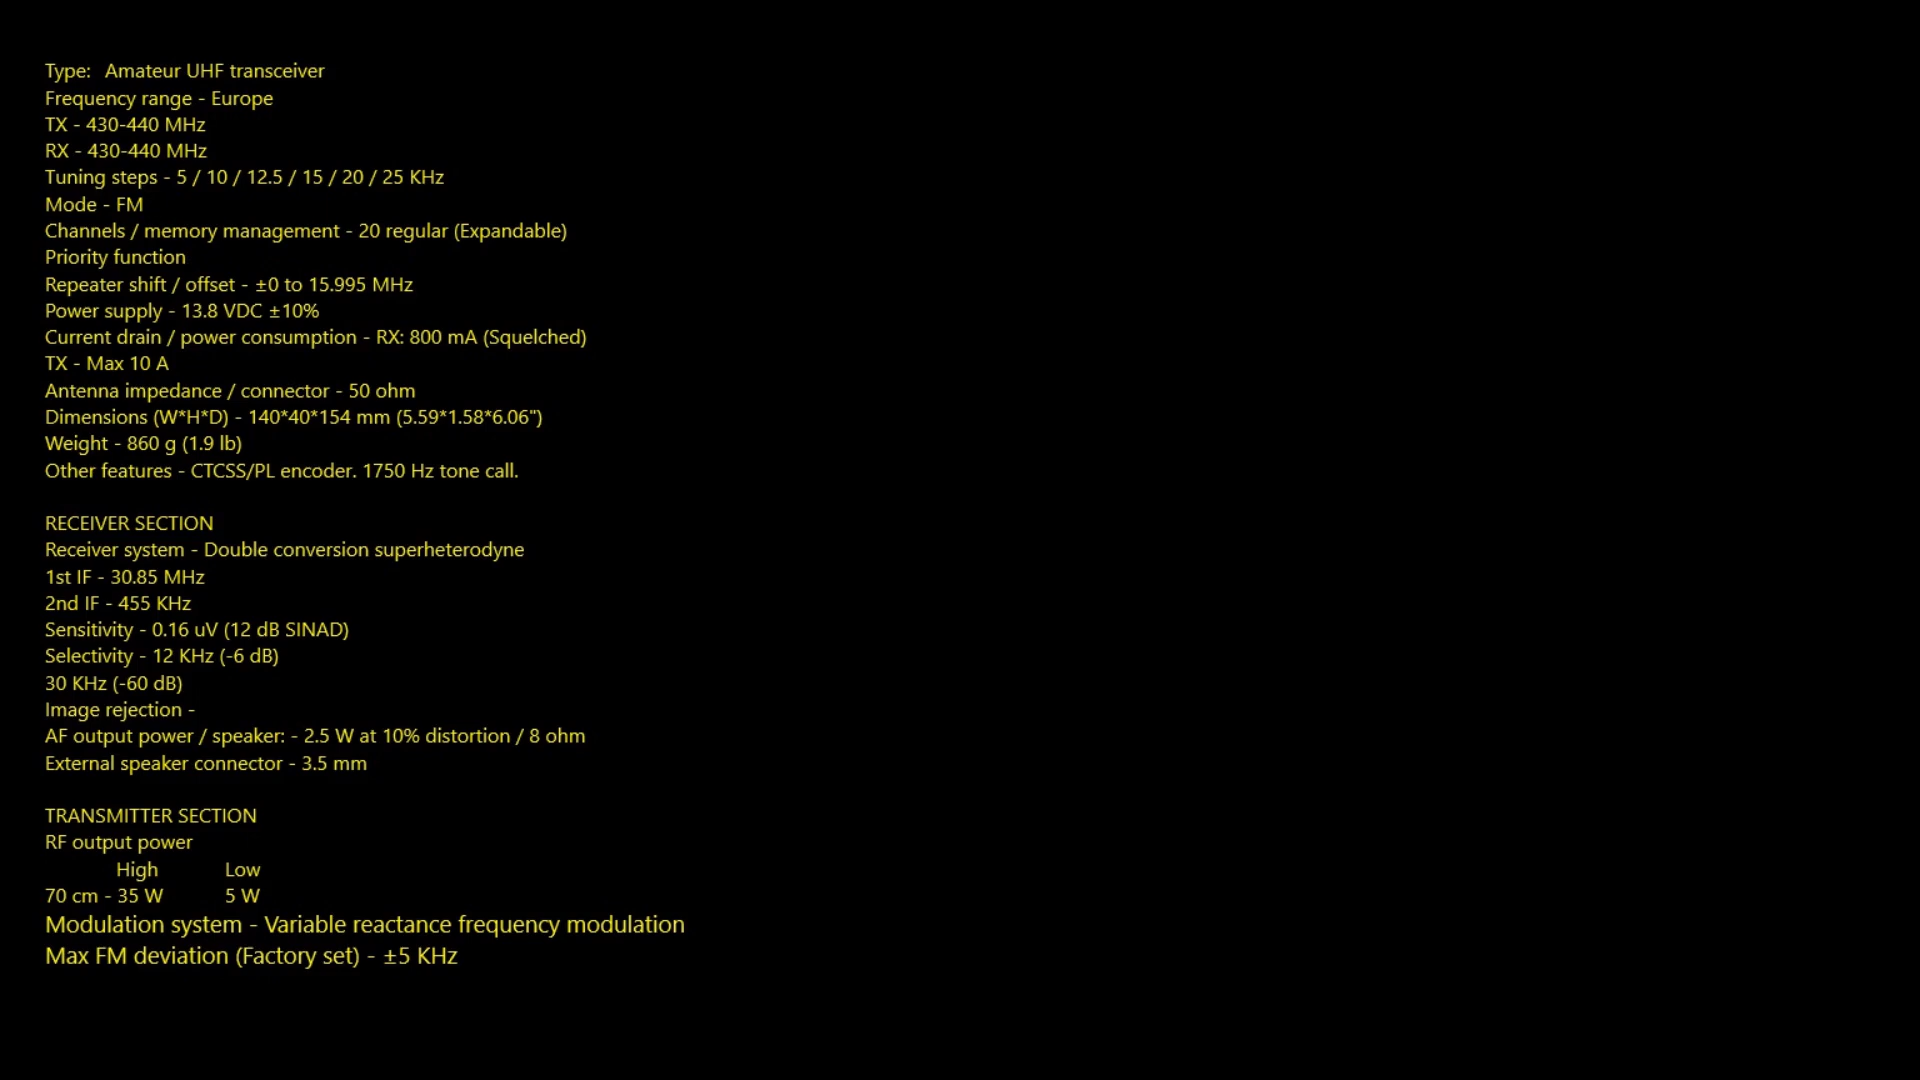 Type: Amateur UHF transceiver
Frequency range - Europe
TX - 430-440 MHz
RX - 430-440 MHz
Tuning steps - 5 / 10 / 12.5 / 15 / 20 / 25 KHz
Mode - FM
Channels / memory management - 20 regular (Expandable)
Priority function
Repeater shift / offset - ±0 to 15.995 MHz
Power supply - 13.8 VDC ±10%
Current drain / power consumption - RX: 800 mA (Squelched)
TX - Max 10 A
Antenna impedance / connector - 50 ohm
Dimensions (W*H*D) - 140*40*154 mm (5.59*1.58*6.06")
Weight - 860 g (1.9 lb)
Other features - CTCSS/PL encoder. 1750 Hz tone call.
RECEIVER SECTION
Receiver system - Double conversion superheterodyne
1st IF - 30.85 MHz
2nd IF - 455 KHz
Sensitivity - 0.16 uV (12 dB SINAD)
Selectivity - 12 KHz (-6 dB)
30 KHz (-60 dB)
Image rejection -
AF output power / speaker: - 2.5 W at 10% distortion / 8 ohm
External speaker connector - 3.5 mm
TRANSMITTER SECTION
RF output power
High Low
70 cm - 35 W 5 W
Modulation system - Variable reactance frequency modulation
Max FM deviation (Factory set) - ±5 KHz